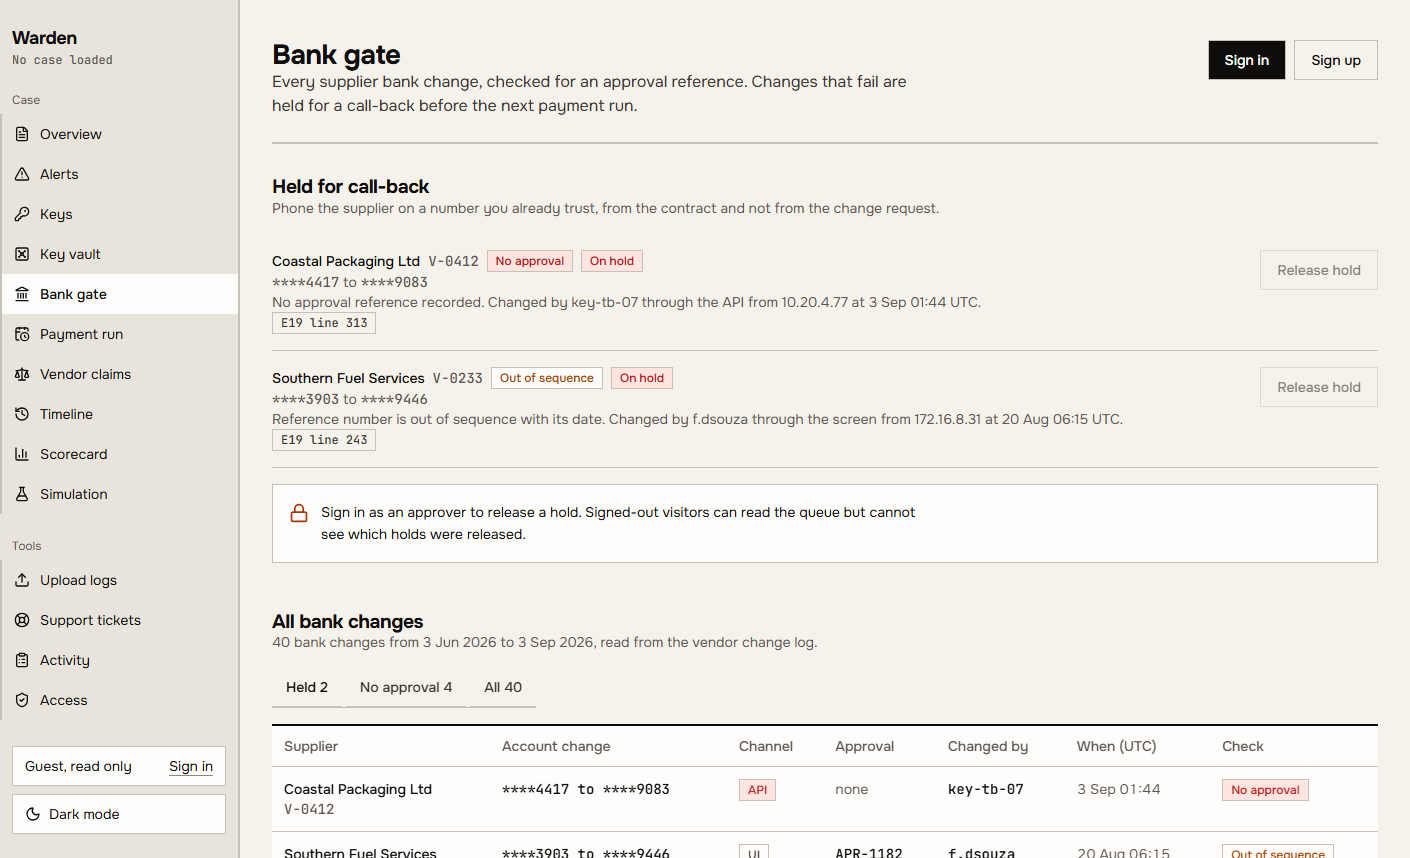 Warden
No case loaded
Case
Overview
Alerts
Keys
Key vault
Bank gate
Payment run
Vendor claims
Timeline
Scorecard
Simulation
Tools
Upload logs
Support tickets
Activity
Access
Guest, read only Sign in
Dark mode
Bank gate
Every supplier bank change, checked for an approval reference. Changes that fail are
held for a call-back before the next payment run.
Sign in Sign up
Held for call-back
Phone the supplier on a number you already trust, from the contract and not from the change request.
Coastal Packaging Ltd V-0412 No approval On hold
****4417 to ****9083
No approval reference recorded. Changed by key-tb-07 through the API from 10.20.4.77 at 3 Sep 01:44 UTC.
E19 line 313
Release hold
Southern Fuel Services V-0233 Out of sequence On hold
****3903 to ****9446
Reference number is out of sequence with its date. Changed by f.dsouza through the screen from 172.16.8.31 at 20 Aug 06:15 UTC.
E19 line 243
Release hold
Sign in as an approver to release a hold. Signed-out visitors can read the queue but cannot
see which holds were released.
All bank changes
40 bank changes from 3 Jun 2026 to 3 Sep 2026, read from the vendor change log.
Held 2 No approval 4 All 40
Supplier Account change Channel Approval Changed by When (UTC) Check
Coastal Packaging Ltd ****4417 to ****9083 API none key-tb-07 3 Sep 01:44 No approval
V-0412
Southern Fuel Services ****3903 to ****9446 UI APR-1182 f.dsouza 20 Aug 06:15 Out of sequence